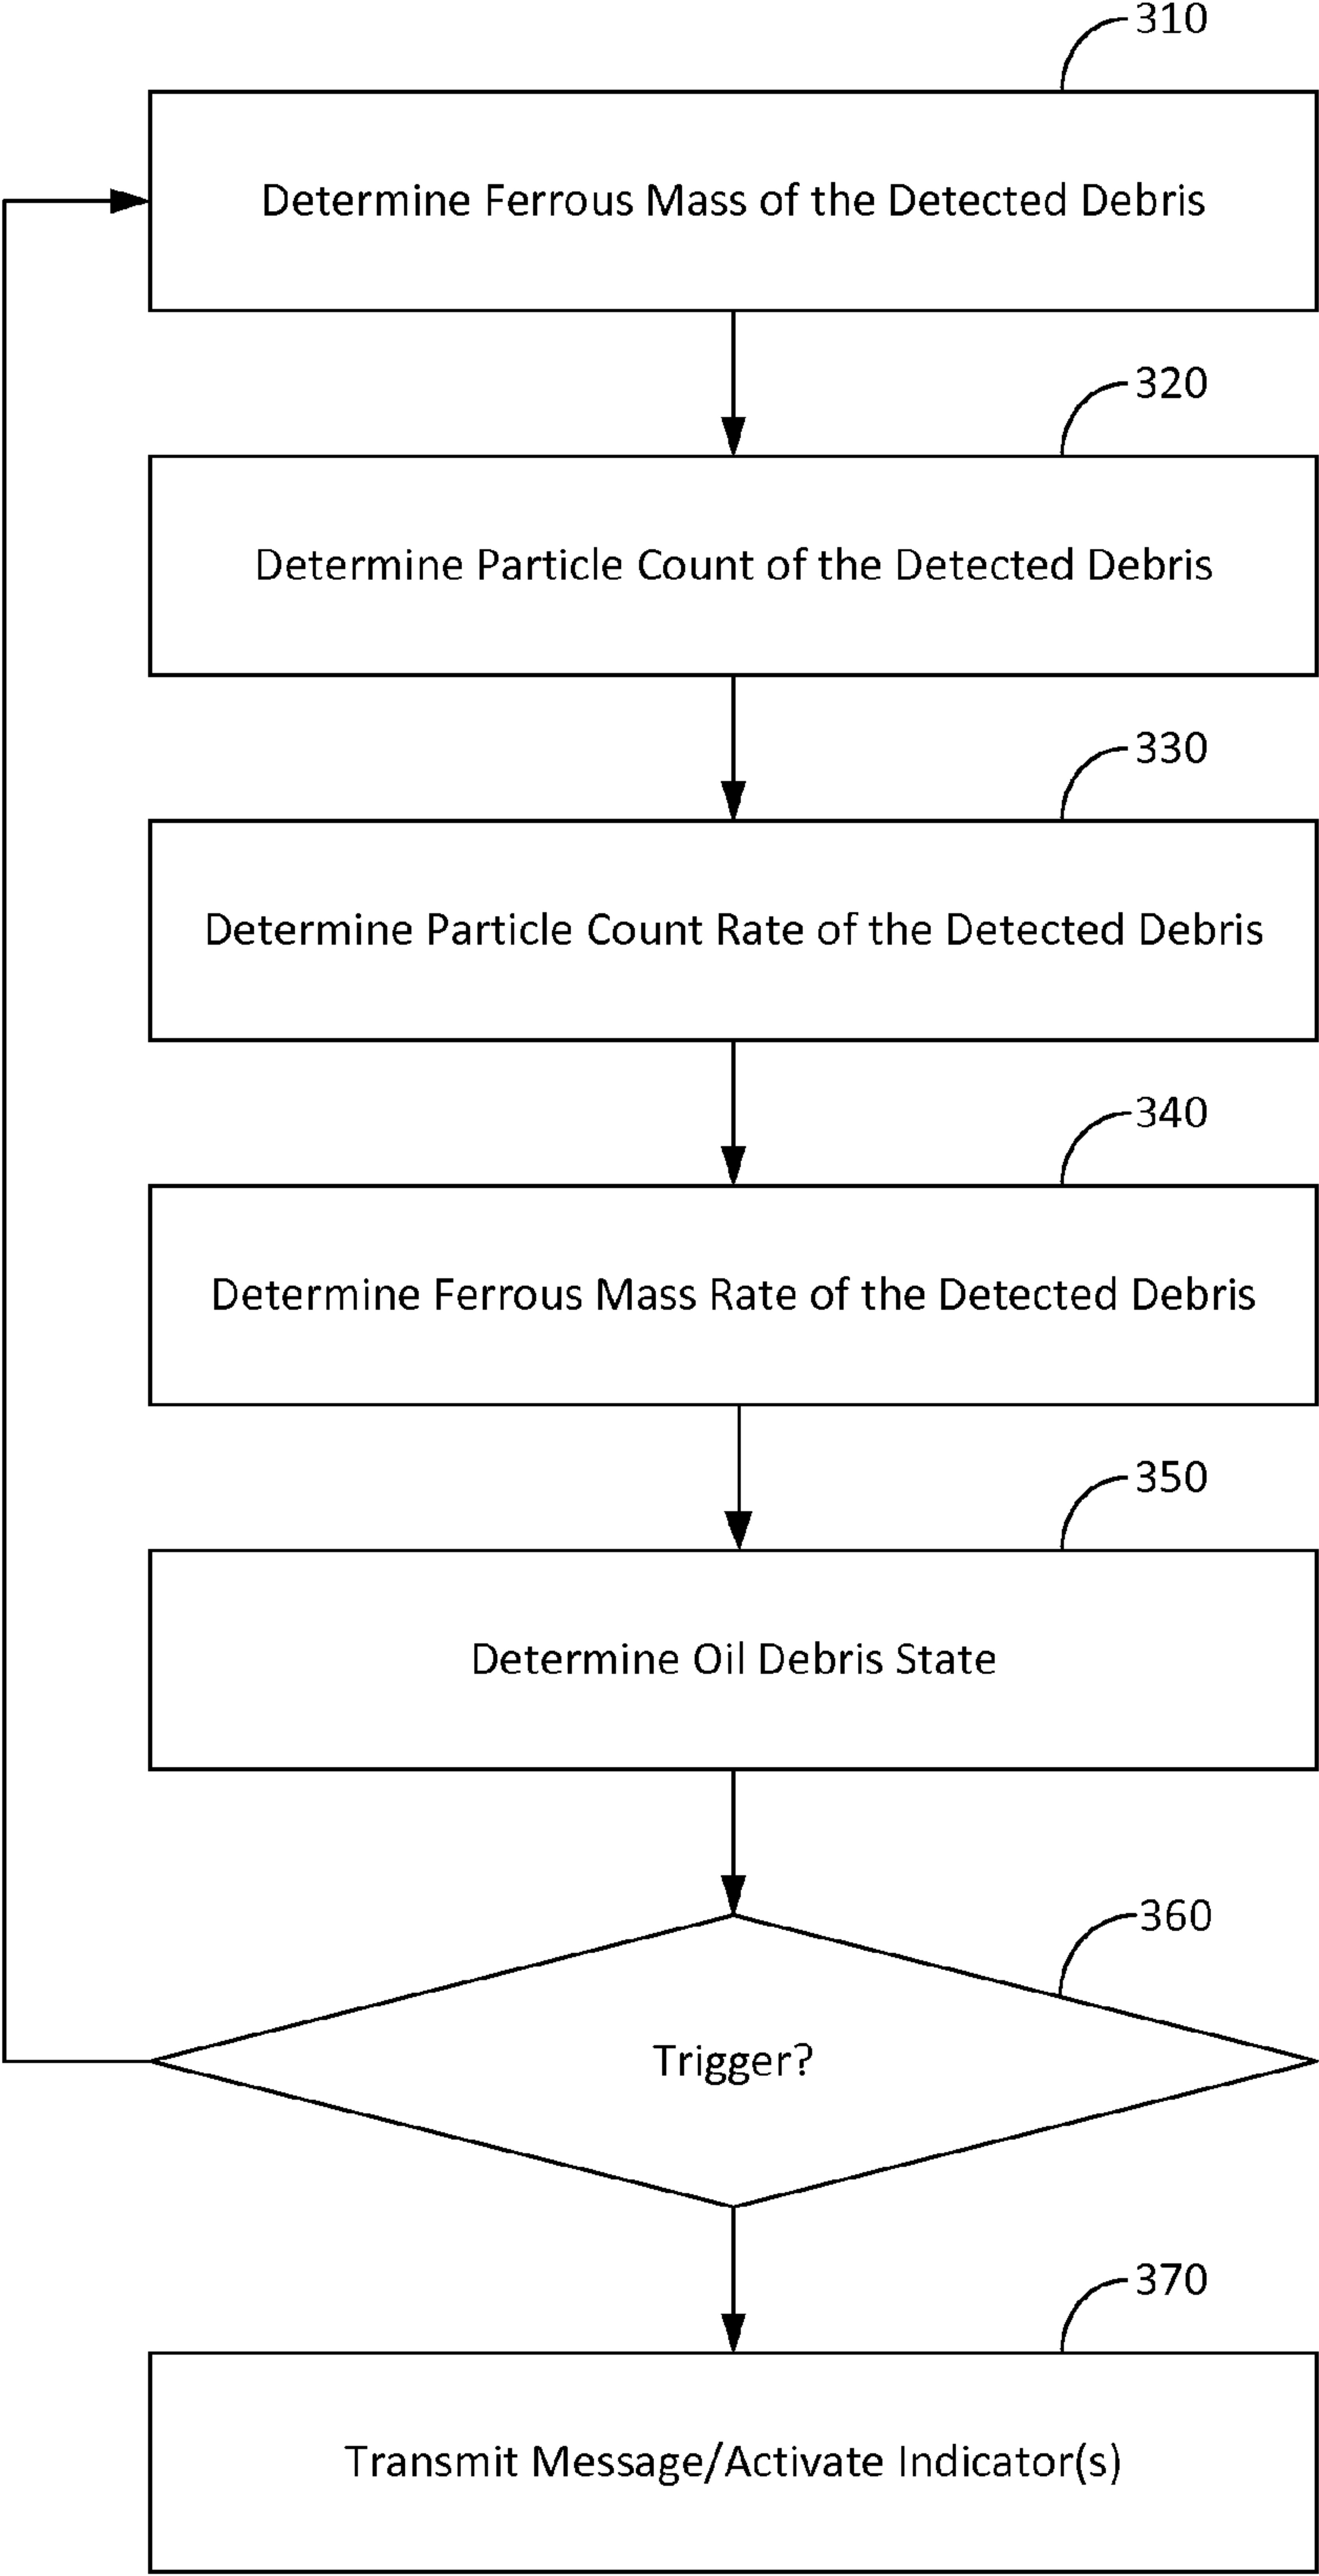 310
Determine Ferrous Mass of the Detected Debris
320
Determine Particle Count of the Detected Debris
330
Determine Particle Count Rate of the Detected Debris
340
Determine Ferrous Mass Rate of the Detected Debris
350
Determine Oil Debris State
360
Trigger?
370
Transmit Message/Activate Indicator(s)